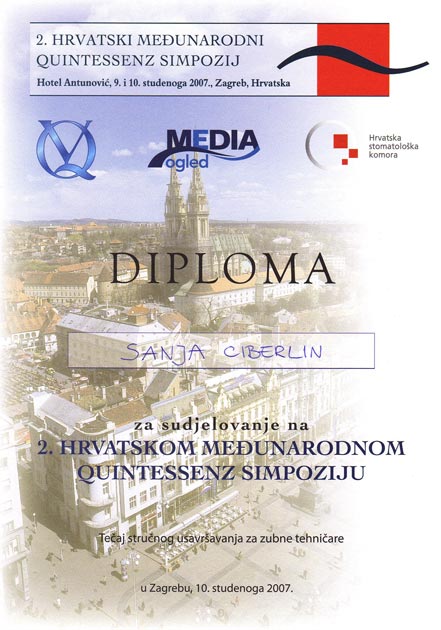 2. HRVATSKI MEĐUNARODNI
QUINTESSENZ SIMPOZIJ
Hotel Antunović, 9. i 10. studenoga 2007., Zagreb, Hrvatska
QV
MEDIA
ogled
Hrvatska
stomatološka
komora
DIPLOMA
SANJA CIBERLIN
za sudjelovanje na
2. HRVATSKOM MEĐUNARODNOM
QUINTESSENZ SIMPOZIJU
Tečaj stručnog usavršavanja za zubne tehničare
u Zagrebu, 10. studenoga 2007.